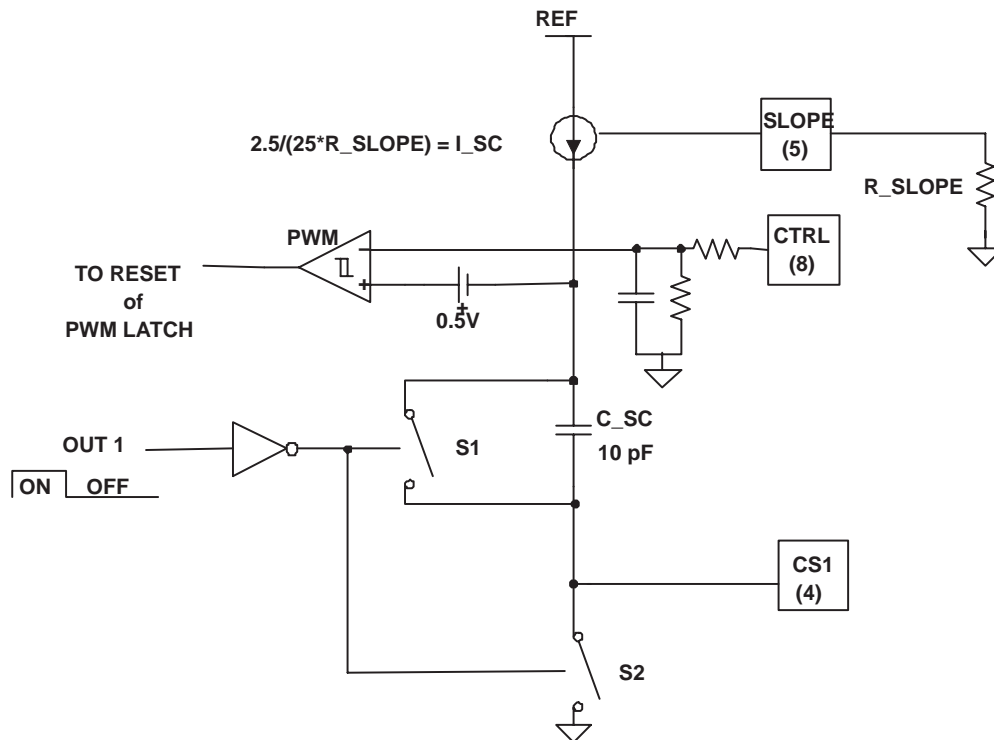 REF
2.5/(25*R_SLOPE) = I_SC
SLOPE
(5)
R_SLOPE
PWM
–
+
CTRL
(8)
TO RESET
of
PWM LATCH
+
0.5V
C_SC
10 pF
OUT 1
S1
ON
OFF
CS1
(4)
S2